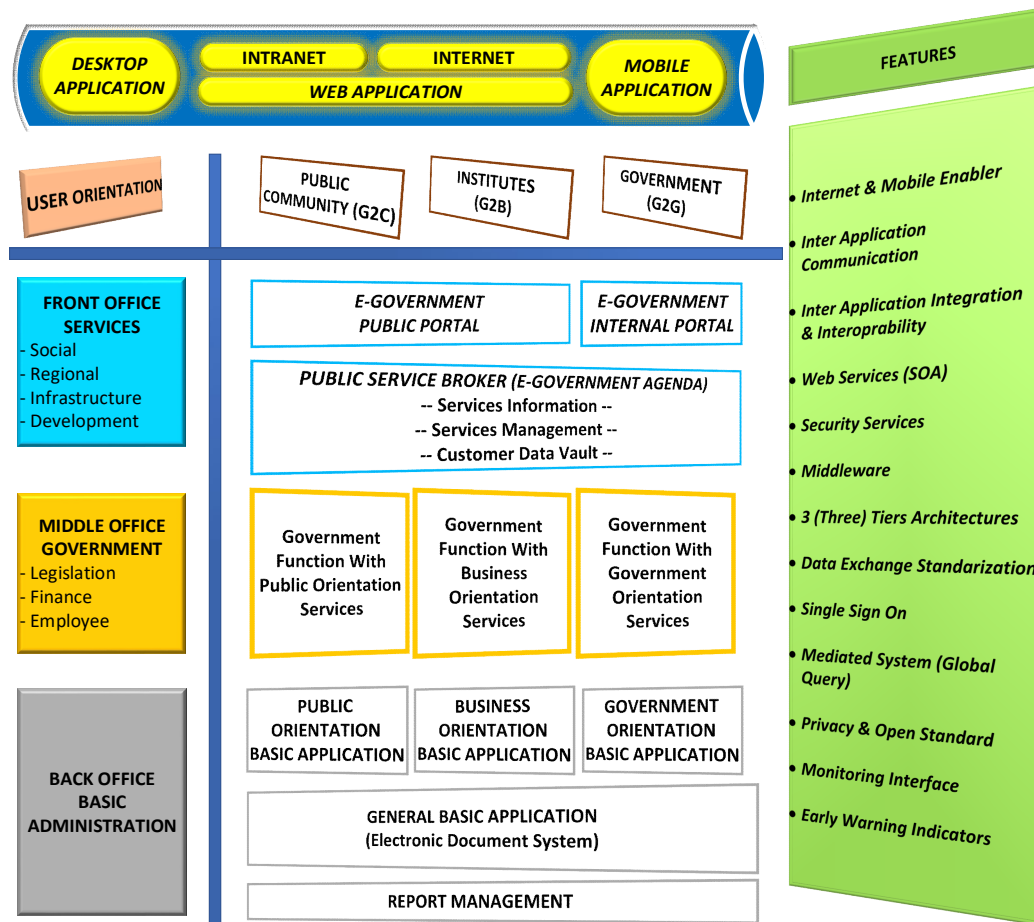 DESKTOP
APPLICATION
INTRANET
INTERNET
WEB APPLICATION
MOBILE
APPLICATION
USER ORIENTATION
PUBLIC
COMMUNITY (G2C)
INSTITUTES
(G2B)
GOVERNMENT
(G2G)
FRONT OFFICE
SERVICES
- Social
- Regional
- Infrastructure
- Development
E-GOVERNMENT
PUBLIC PORTAL
E-GOVERNMENT
INTERNAL PORTAL
PUBLIC SERVICE BROKER (E-GOVERNMENT AGENDA)
-- Services Information --
-- Services Management --
-- Customer Data Vault --
MIDDLE OFFICE
GOVERNMENT
- Legislation
- Finance
- Employee
Government
Function With
Public Orientation
Services
Government
Function With
Business
Orientation
Services
Government
Function With
Government
Orientation
Services
BACK OFFICE
BASIC
ADMINISTRATION
PUBLIC
ORIENTATION
BASIC APPLICATION
BUSINESS
ORIENTATION
BASIC APPLICATION
GOVERNMENT
ORIENTATION
BASIC APPLICATION
GENERAL BASIC APPLICATION
(Electronic Document System)
REPORT MANAGEMENT
FEATURES
• Internet & Mobile Enabler
• Inter Application
Communication
• Inter Application Integration
& Interoprability
• Web Services (SOA)
• Security Services
• Middleware
• 3 (Three) Tiers Architectures
• Data Exchange Standarization
• Single Sign On
• Mediated System (Global
Query)
• Privacy & Open Standard
• Monitoring Interface
• Early Warning Indicators